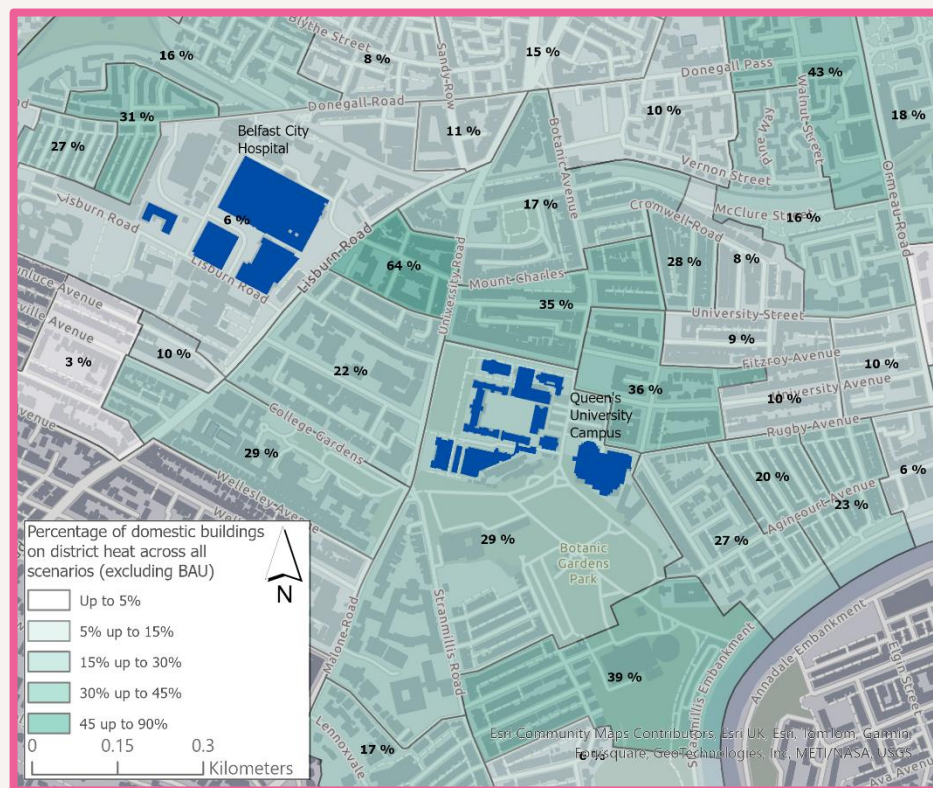 16 %
Blythe Street
8 %
Sandy-Row
15 %
Donegall Pass
43 %
Walnut-Street
31 %
Donegall Road
11 %
10 %
Pine Way
18 %
Belfast City
Hospital
27 %
Botanic-Avenue
Vernon Street
Ormeau-Road
Lisburn Road
6 %
17 %
Cromwell-Road
McClure Street
16 %
Lisburn Road
Lisburn Road
64 %
University-Road
Mount Charles
28 %
8 %
35 %
University-Street
3 %
10 %
22 %
9 %
Fitzroy-Avenue
10 %
36 %
Queen's
University
Campus
10 %
University Avenue
Rugby-Avenue
College-Gardens
29 %
Wellesley-Avenue
20 %
6 %
Agincourt-Avenue
23 %
29 %
Botanic
Gardens
Park
27 %
Percentage of domestic buildings
on district heat across all
scenarios (excluding BAU)
N
Up to 5%
5% up to 15%
15% up to 30%
30% up to 45%
45 up to 90%
0 0.15 0.3
Kilometers
Malone-Road
Stranmillis-Road
39 %
Stranmillis-Embankment
Annadale-Embankment
Elgin-Street
Lennoxvale
17 %
Ava-Avenue
Esri Community Maps Contributors, Esri UK, Esri, TomTom, Garmin,
Foursquare, GeoTechnologies, Inc, METI/NASA, USGS